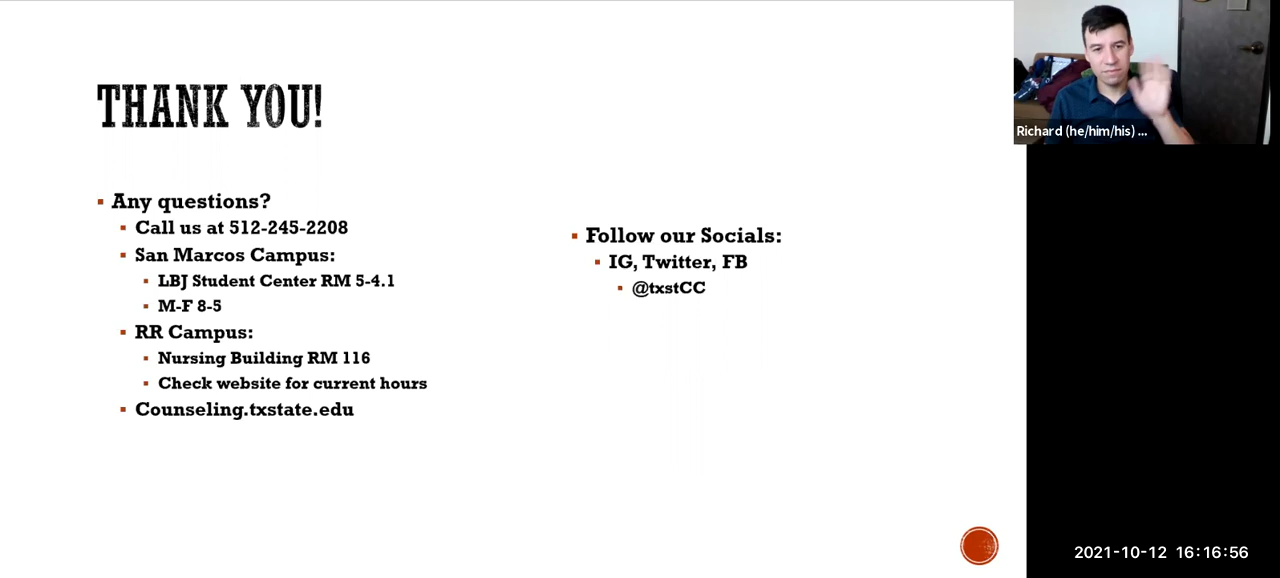 THANK YOU!
Any questions?
Call us at 512-245-2208
San Marcos Campus:
LBJ Student Center RM 5-4.1
M-F 8-5
RR Campus:
Nursing Building RM 116
Check website for current hours
Counseling.txstate.edu
Follow our Socials:
IG, Twitter, FB
@txstCC
Richard (he/him/his) ...
2021-10-12 16:16:56